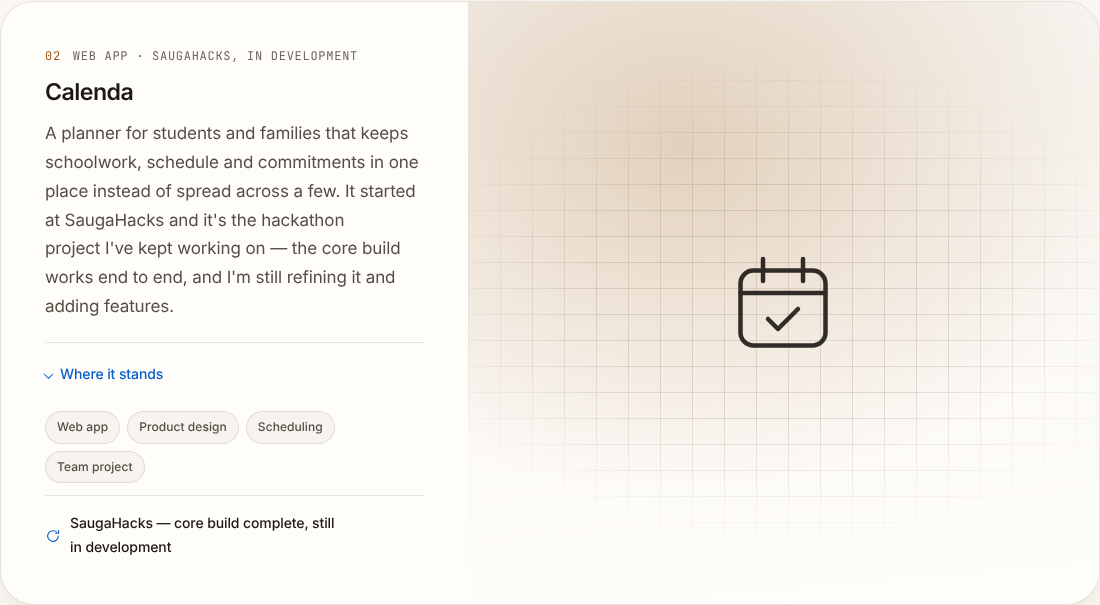 02 WEB APP · SAUGAHACKS, IN DEVELOPMENT
Calenda
A planner for students and families that keeps
schoolwork, schedule and commitments in one
place instead of spread across a few. It started
at SaugaHacks and it's the hackathon
project I've kept working on — the core build
works end to end, and I'm still refining it and
adding features.
Where it stands
Web app Product design Scheduling
Team project
SaugaHacks — core build complete, still
in development